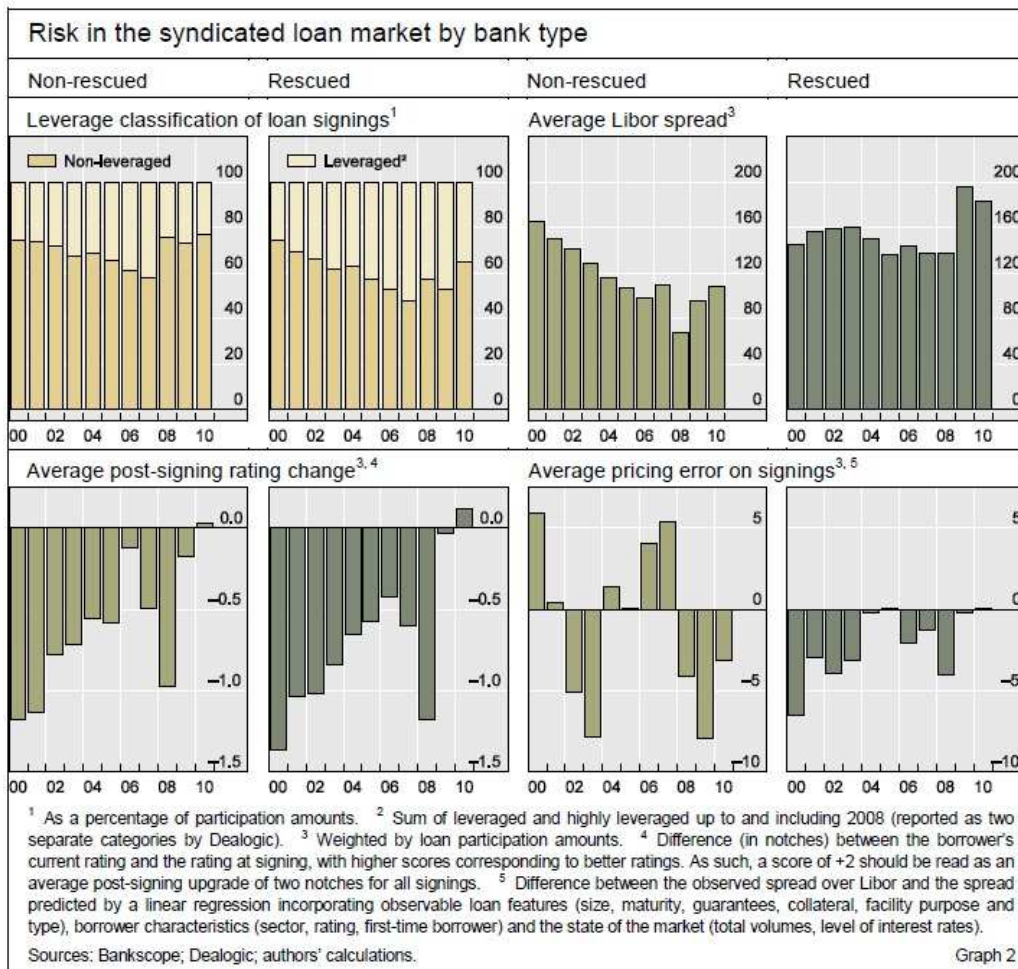 Risk in the syndicated loan market by bank type
Non-rescued Rescued Non-rescued Rescued
Leverage classification of loan signings¹ Average Libor spread³
Non-leveraged Leveraged²
100 100 200 200
80 80 160 160
60 60 120 120
40 40 80 80
20 20 40 40
0 0 0 0
00 02 04 06 08 10 00 02 04 06 08 10 00 02 04 06 08 10 00 02 04 06 08 10
Average post-signing rating change³, ⁴ Average pricing error on signings³, ⁵
0.0 0.0 5 5
–0.5 –0.5 0 0
–1.0 –1.0 –5 –5
–1.5 –1.5 –10 –10
00 02 04 06 08 10 00 02 04 06 08 10 00 02 04 06 08 10 00 02 04 06 08 10
¹ As a percentage of participation amounts. ² Sum of leveraged and highly leveraged up to and including 2008 (reported as two
separate categories by Dealogic). ³ Weighted by loan participation amounts. ⁴ Difference (in notches) between the borrower's
current rating and the rating at signing, with higher scores corresponding to better ratings. As such, a score of +2 should be read as an
average post-signing upgrade of two notches for all signings. ⁵ Difference between the observed spread over Libor and the spread
predicted by a linear regression incorporating observable loan features (size, maturity, guarantees, collateral, facility purpose and
type), borrower characteristics (sector, rating, first-time borrower) and the state of the market (total volumes, level of interest rates).
Sources: Bankscope; Dealogic; authors' calculations. Graph 2